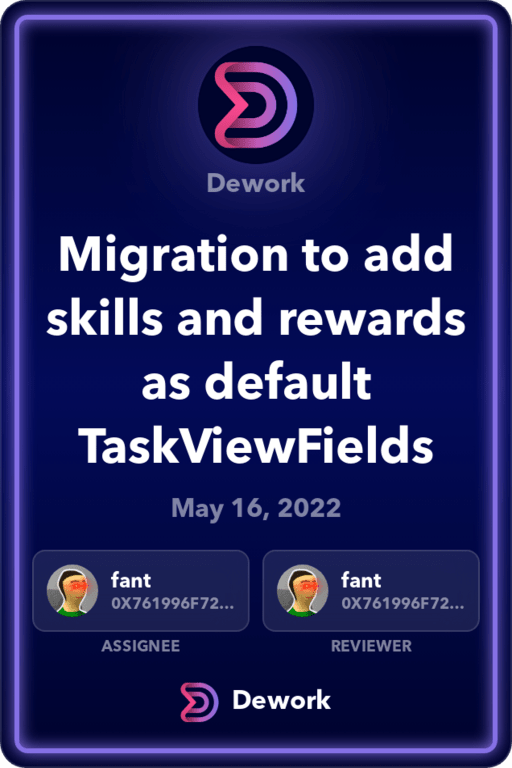 Dework
Migration to add
skills and rewards
as default
TaskViewFields
May 16, 2022
fant
0X761996F72...
ASSIGNEE
fant
0X761996F72...
REVIEWER
Dework